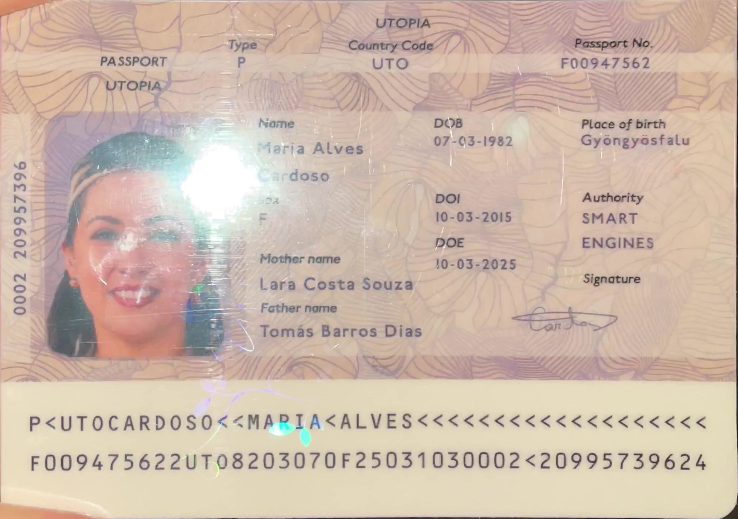 UTOPIA
PASSPORT
UTOPIA
Type
P
Country Code
UTO
Passport No.
F00947562
0002 209957396
Name
Maria Alves
Cardoso
F
Mother name
Lara Costa Souza
Father name
Tomás Barros Dias
DOB
07-03-1982
DOI
10-03-2015
DOE
10-03-2025
Place of birth
Gyöngyösfalu
Authority
SMART
ENGINES
Signature
P<UTOCARDOSO<<MARIA<ALVES<<<<<<<<<<<<<<<<<<<
F009475622UTO8203070F25031030002<20995739624